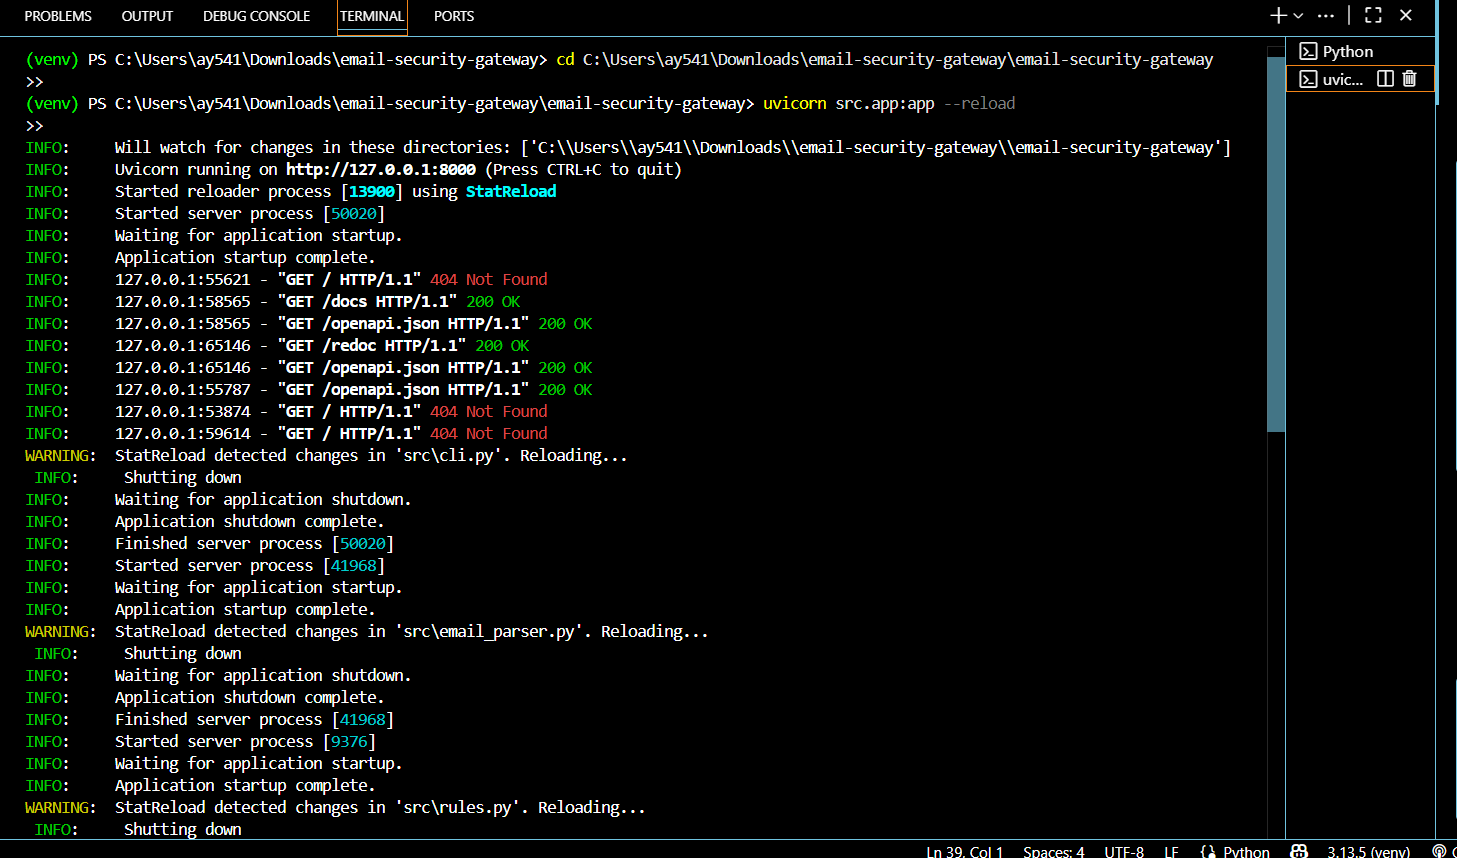 PROBLEMS OUTPUT DEBUG CONSOLE TERMINAL PORTS
(venv) PS C:\Users\ay541\Downloads\email-security-gateway> cd C:\Users\ay541\Downloads\email-security-gateway\email-security-gateway
>>
(venv) PS C:\Users\ay541\Downloads\email-security-gateway\email-security-gateway> uvicorn src.app:app --reload
>>
INFO: Will watch for changes in these directories: ['C:\\Users\\ay541\\Downloads\\email-security-gateway\\email-security-gateway']
INFO: Uvicorn running on http://127.0.0.1:8000 (Press CTRL+C to quit)
INFO: Started reloader process [13900] using StatReload
INFO: Started server process [50020]
INFO: Waiting for application startup.
INFO: Application startup complete.
INFO: 127.0.0.1:55621 - "GET / HTTP/1.1" 404 Not Found
INFO: 127.0.0.1:58565 - "GET /docs HTTP/1.1" 200 OK
INFO: 127.0.0.1:58565 - "GET /openapi.json HTTP/1.1" 200 OK
INFO: 127.0.0.1:65146 - "GET /redoc HTTP/1.1" 200 OK
INFO: 127.0.0.1:65146 - "GET /openapi.json HTTP/1.1" 200 OK
INFO: 127.0.0.1:55787 - "GET /openapi.json HTTP/1.1" 200 OK
INFO: 127.0.0.1:53874 - "GET / HTTP/1.1" 404 Not Found
INFO: 127.0.0.1:59614 - "GET / HTTP/1.1" 404 Not Found
WARNING: StatReload detected changes in 'src\cli.py'. Reloading...
INFO: Shutting down
INFO: Waiting for application shutdown.
INFO: Application shutdown complete.
INFO: Finished server process [50020]
INFO: Started server process [41968]
INFO: Waiting for application startup.
INFO: Application startup complete.
WARNING: StatReload detected changes in 'src\email_parser.py'. Reloading...
INFO: Shutting down
INFO: Waiting for application shutdown.
INFO: Application shutdown complete.
INFO: Finished server process [41968]
INFO: Started server process [9376]
INFO: Waiting for application startup.
INFO: Application startup complete.
WARNING: StatReload detected changes in 'src\rules.py'. Reloading...
INFO: Shutting down
Python
uvic...
Ln 39, Col 1 Spaces: 4 UTF-8 LF Python 3.13.5 (venv)